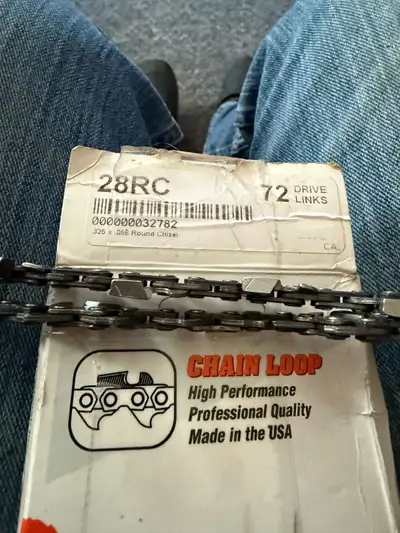 28RC
72 DRIVE LINKS
000000032782
.325 x .058 Round Chisel
CA.
CHAIN LOOP
High Performance
Professional Quality
Made in the USA